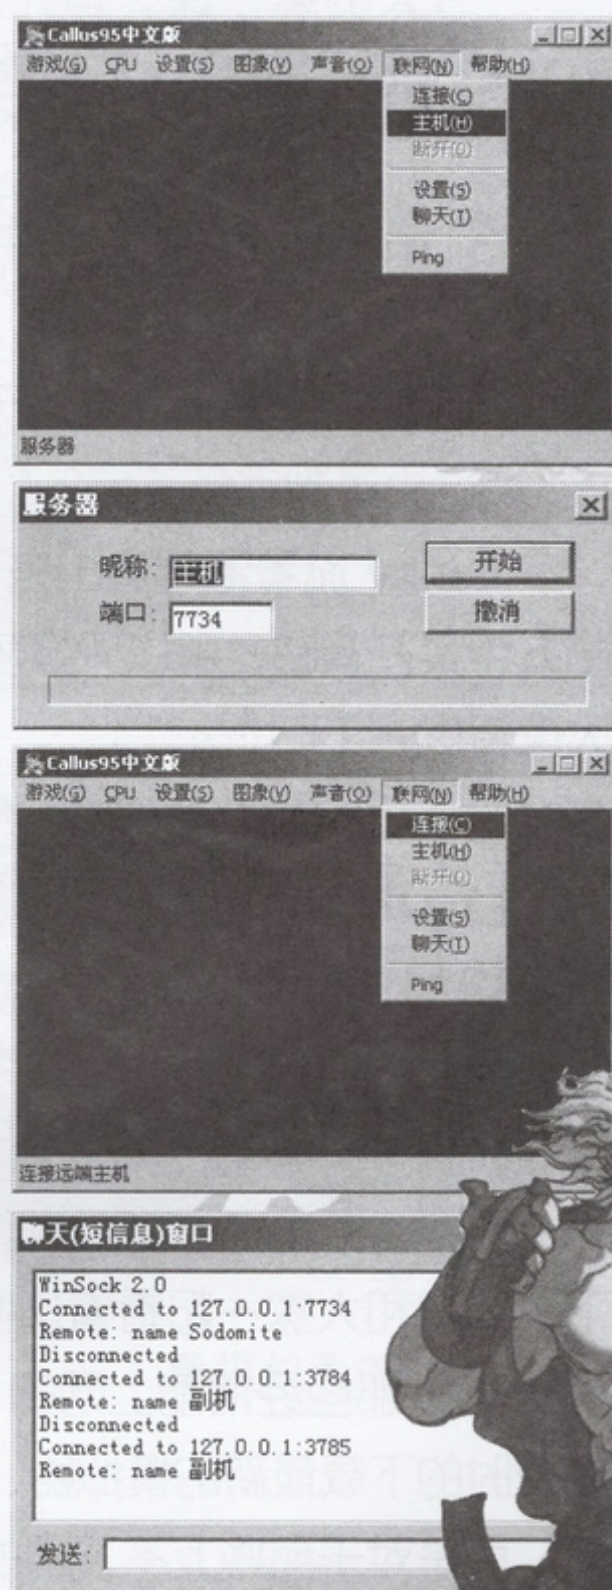 Callus95中文版
游戏(G) CPU 设置(S) 图象(V) 声音(O) 联网(N) 帮助(H)
连接(C)
主机(H)
断开(D)
设置(S)
聊天(T)
Ping
服务器
服务器
昵称: 主机
开始
端口: 7734
撤消
Callus95中文版
游戏(G) CPU 设置(S) 图象(V) 声音(O) 联网(N) 帮助(H)
连接(C)
主机(H)
断开(D)
设置(S)
聊天(T)
Ping
连接远端主机
聊天(短信息)窗口
WinSock 2.0
Connected to 127.0.0.1:7734
Remote: name Sodomite
Disconnected
Connected to 127.0.0.1:3784
Remote: name 副机
Disconnected
Connected to 127.0.0.1:3785
Remote: name 副机
发送: